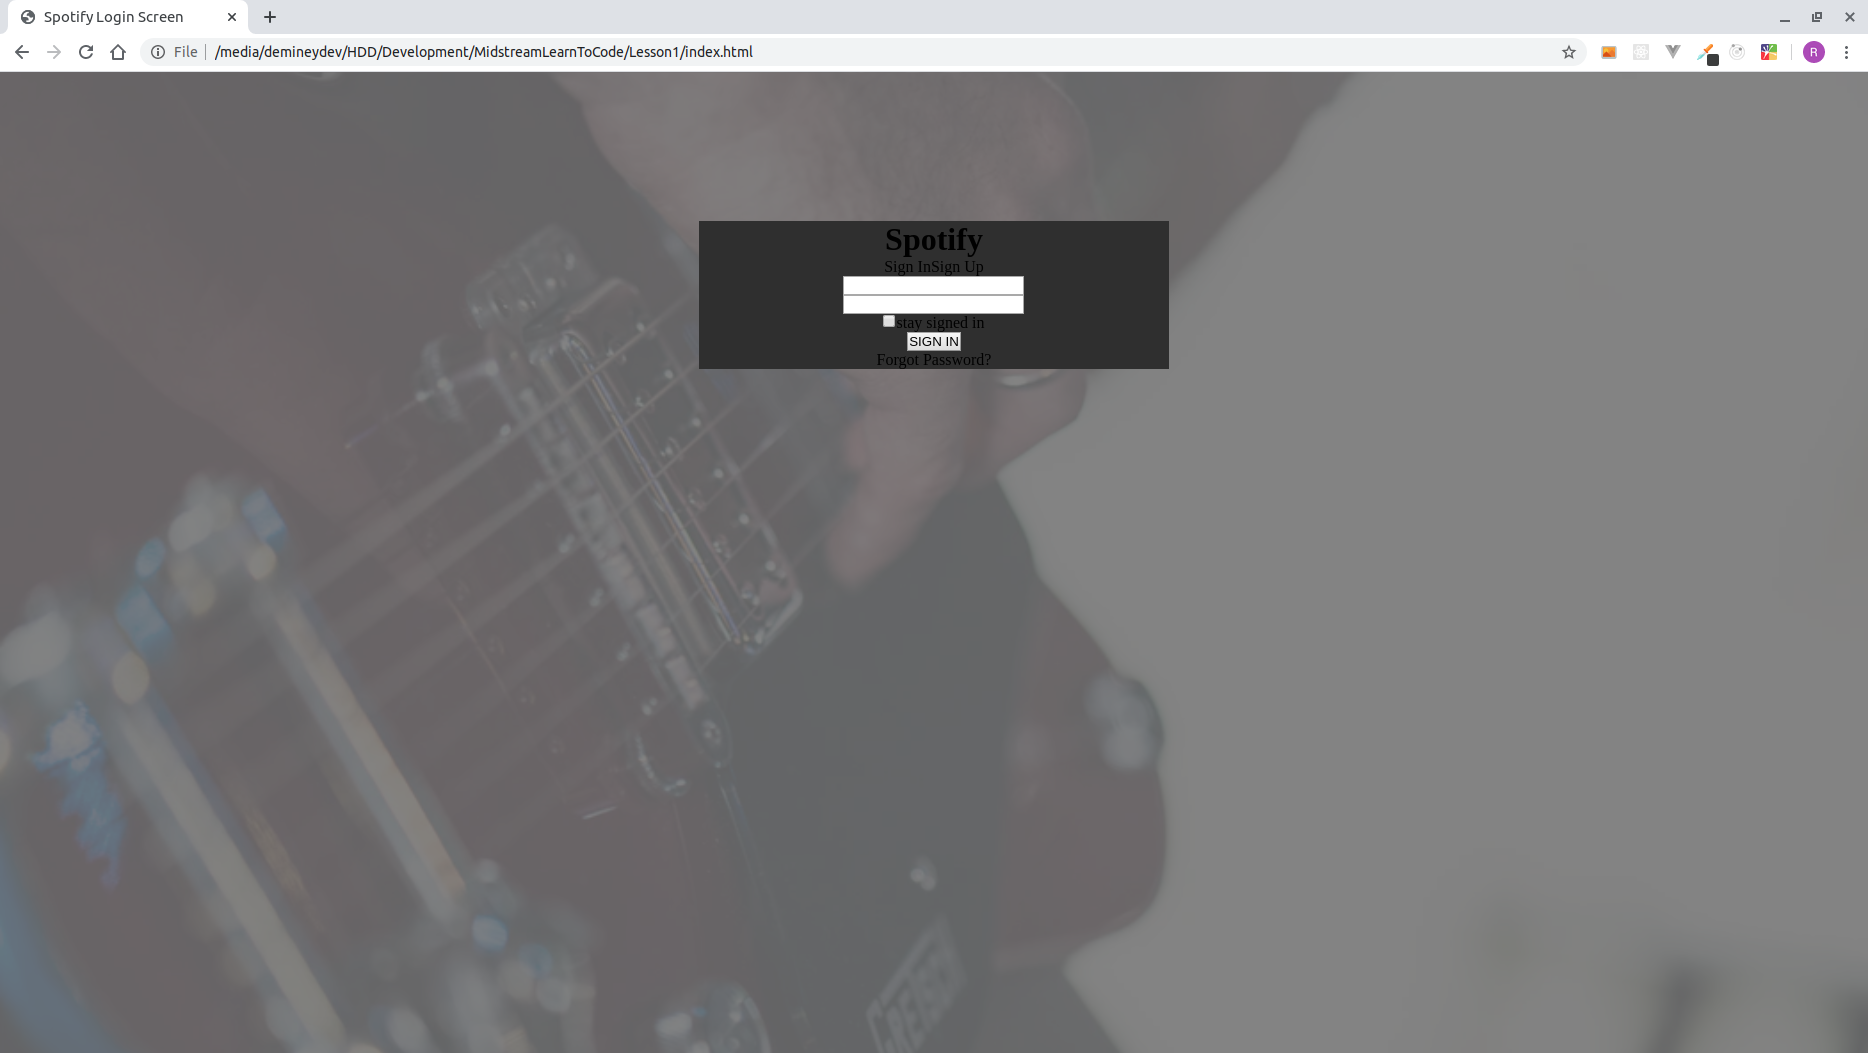 Spotify Login Screen
File
/media/demineydev/HDD/Development/MidstreamLearnToCode/Lesson1/index.html
R
Spotify
Sign InSign Up
stay signed in
SIGN IN
Forgot Password?
GRETSCH